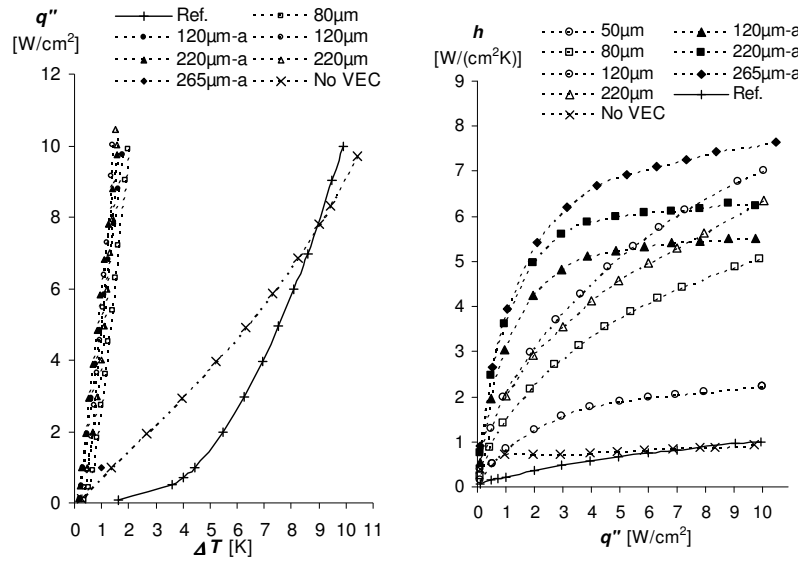 q″
[W/cm²]
Ref.
80µm
120µm-a
120µm
220µm-a
220µm
265µm-a
No VEC
12
10
8
6
4
2
0
0 1 2 3 4 5 6 7 8 9 10 11
ΔT [K]
h
[W/(cm²K)]
50µm
120µm-a
80µm
220µm-a
120µm
265µm-a
220µm
Ref.
No VEC
9
8
7
6
5
4
3
2
1
0
0 1 2 3 4 5 6 7 8 9 10
q″ [W/cm²]